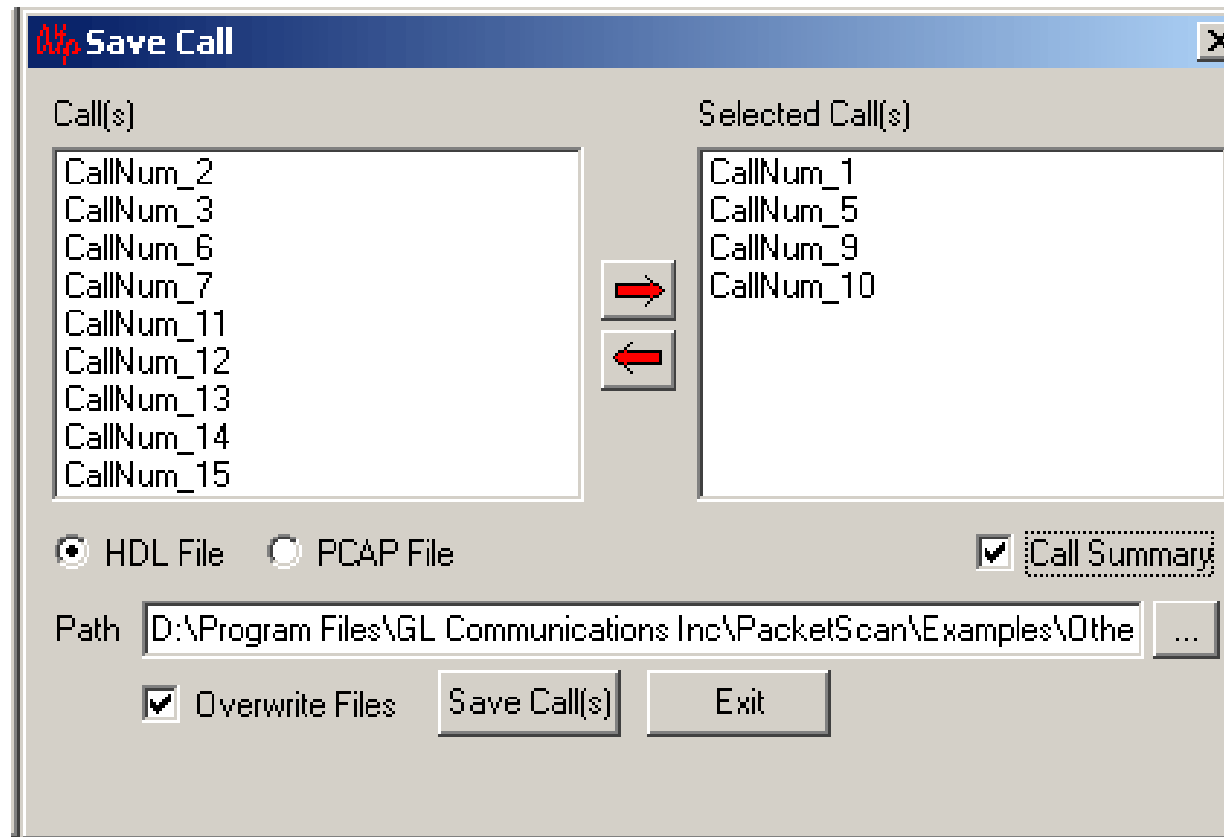 Save Call
Call(s)
CallNum_2
CallNum_3
CallNum_6
CallNum_7
CallNum_11
CallNum_12
CallNum_13
CallNum_14
CallNum_15
Selected Call(s)
CallNum_1
CallNum_5
CallNum_9
CallNum_10
HDL File PCAP File Call Summary
Path D:\Program Files\GL Communications Inc\PacketScan\Examples\Othe ...
Overwrite Files Save Call(s) Exit